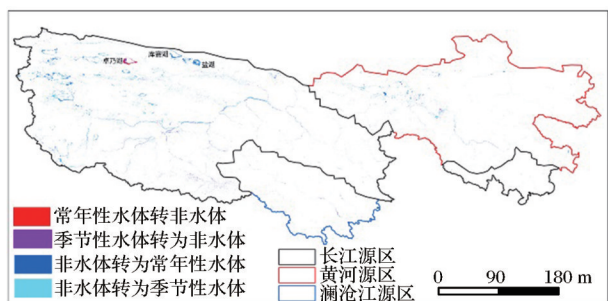 卓乃湖
库赛湖
盐湖
常年性水体转非水体
季节性水体转为非水体
非水体转为常年性水体
非水体转为季节性水体
长江源区
黄河源区
澜沧江源区
0 90 180 m